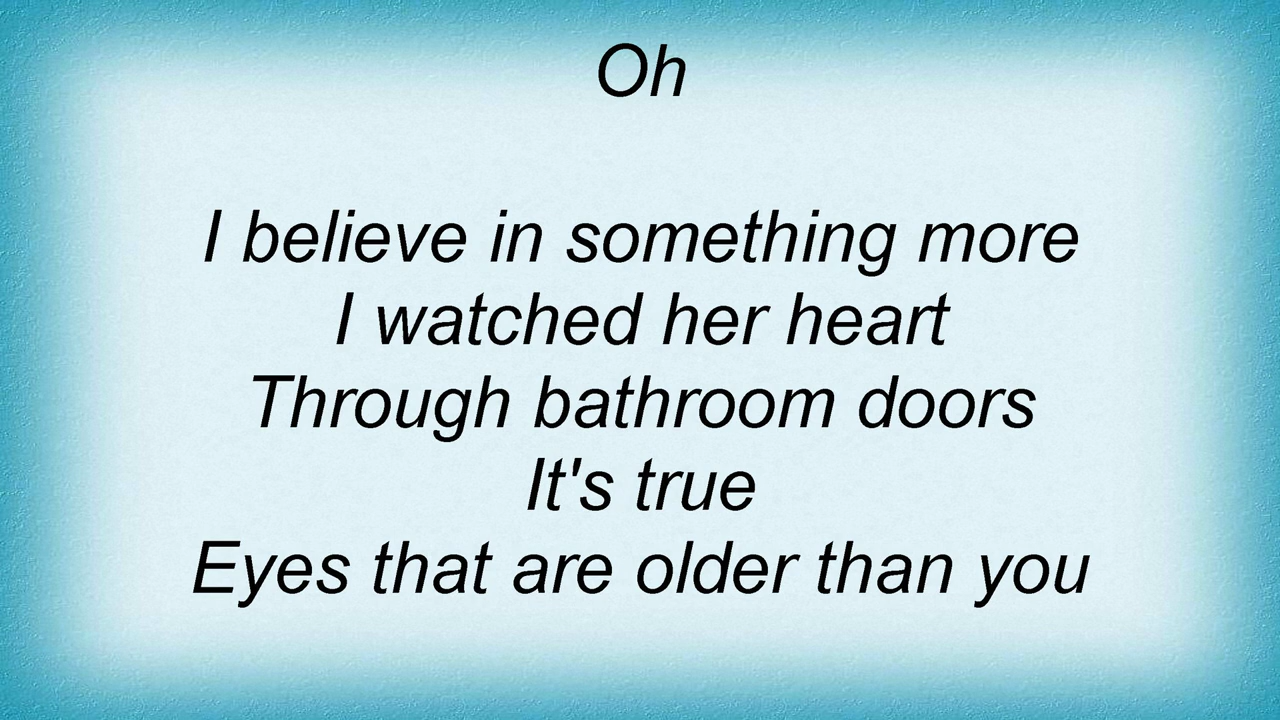 Oh
I believe in something more
I watched her heart
Through bathroom doors
It's true
Eyes that are older than you